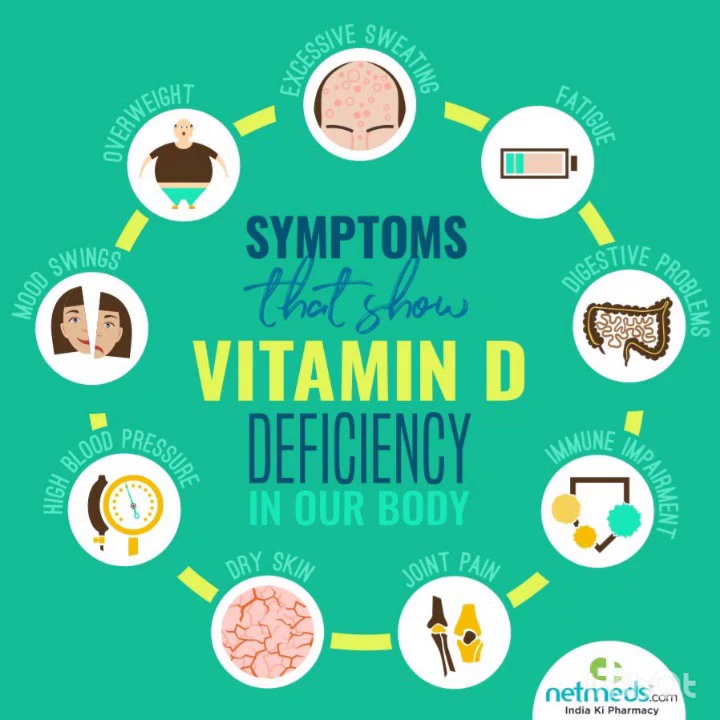 EXCESSIVE SWEATING
OVERWEIGHT
FATIGUE
SYMPTOMS
that show
VITAMIN D
DEFICIENCY
IN OUR BODY
MOOD SWINGS
DIGESTIVE PROBLEMS
HIGH BLOOD PRESSURE
IMMUNE IMPAIRMENT
DRY SKIN
JOINT PAIN
netmeds.com
India Ki Pharmacy